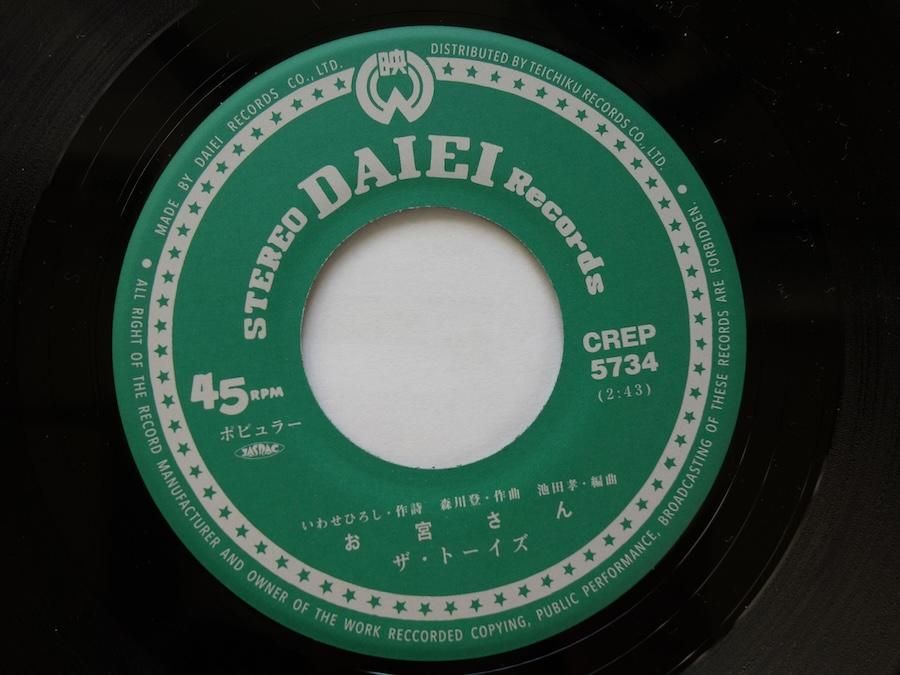 MADE BY DAIEI RECORDS CO., LTD.
映
DISTRIBUTED BY TEICHIKU RECORDS CO., LTD.
STEREO DAIEI Records
CREP
5734
(2:43)
45RPM
ポピュラー
JASRAC
いわせひろし・作詩 森川登・作曲 池田孝・編曲
お宮さん
ザ・トーイズ
ALL RIGHT OF THE RECORD MANUFACTURER AND OWNER OF THE WORK RECCORDED COPYING, PUBLIC PERFORMANCE, BROADCASTING OF THESE RECORDS ARE FORBIDDEN.